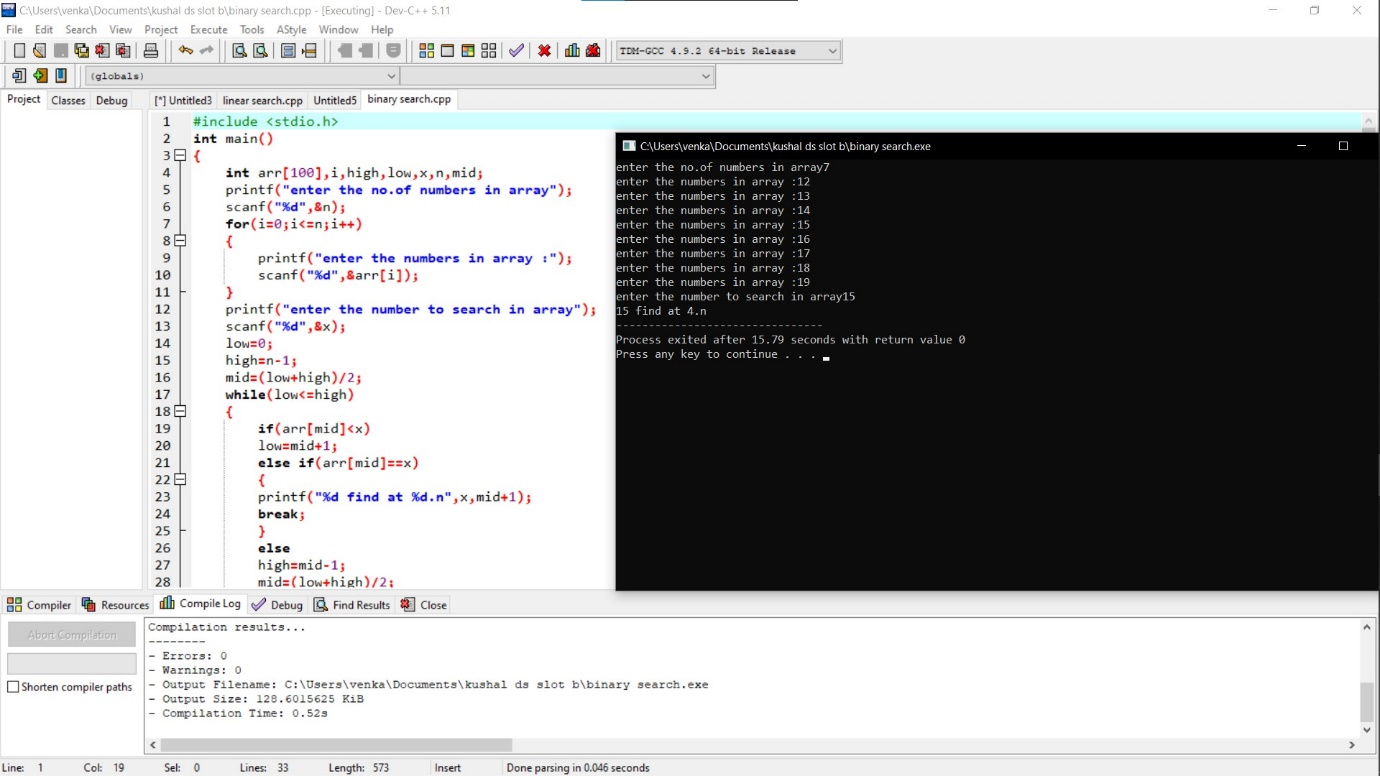 C:\Users\venka\Documents\kushal ds slot b\binary search.cpp - [Executing] - Dev-C++ 5.11
File Edit Search View Project Execute Tools AStyle Window Help
TDM-GCC 4.9.2 64-bit Release
(globals)
Project Classes Debug
[*] Untitled3 linear search.cpp Untitled5 binary search.cpp
1 #include <stdio.h>
2 int main()
3 {
4 int arr[100],i,high,low,x,n,mid;
5 printf("enter the no.of numbers in array");
6 scanf("%d",&n);
7 for(i=0;i<=n;i++)
8 {
9 printf("enter the numbers in array :");
10 scanf("%d",&arr[i]);
11 }
12 printf("enter the number to search in array");
13 scanf("%d",&x);
14 low=0;
15 high=n-1;
16 mid=(low+high)/2;
17 while(low<=high)
18 {
19 if(arr[mid]<x)
20 low=mid+1;
21 else if(arr[mid]==x)
22 {
23 printf("%d find at %d.n",x,mid+1);
24 break;
25 }
26 else
27 high=mid-1;
28 mid=(low+high)/2;
C:\Users\venka\Documents\kushal ds slot b\binary search.exe
enter the no.of numbers in array7
enter the numbers in array :12
enter the numbers in array :13
enter the numbers in array :14
enter the numbers in array :15
enter the numbers in array :16
enter the numbers in array :17
enter the numbers in array :18
enter the numbers in array :19
enter the number to search in array15
15 find at 4.n
--------------------------------
Process exited after 15.79 seconds with return value 0
Press any key to continue . . .
Compiler Resources Compile Log Debug Find Results Close
Abort Compilation
Shorten compiler paths
Compilation results...
--------
- Errors: 0
- Warnings: 0
- Output Filename: C:\Users\venka\Documents\kushal ds slot b\binary search.exe
- Output Size: 128.6015625 KiB
- Compilation Time: 0.52s
Line: 1 Col: 19 Sel: 0 Lines: 33 Length: 573 Insert Done parsing in 0.046 seconds